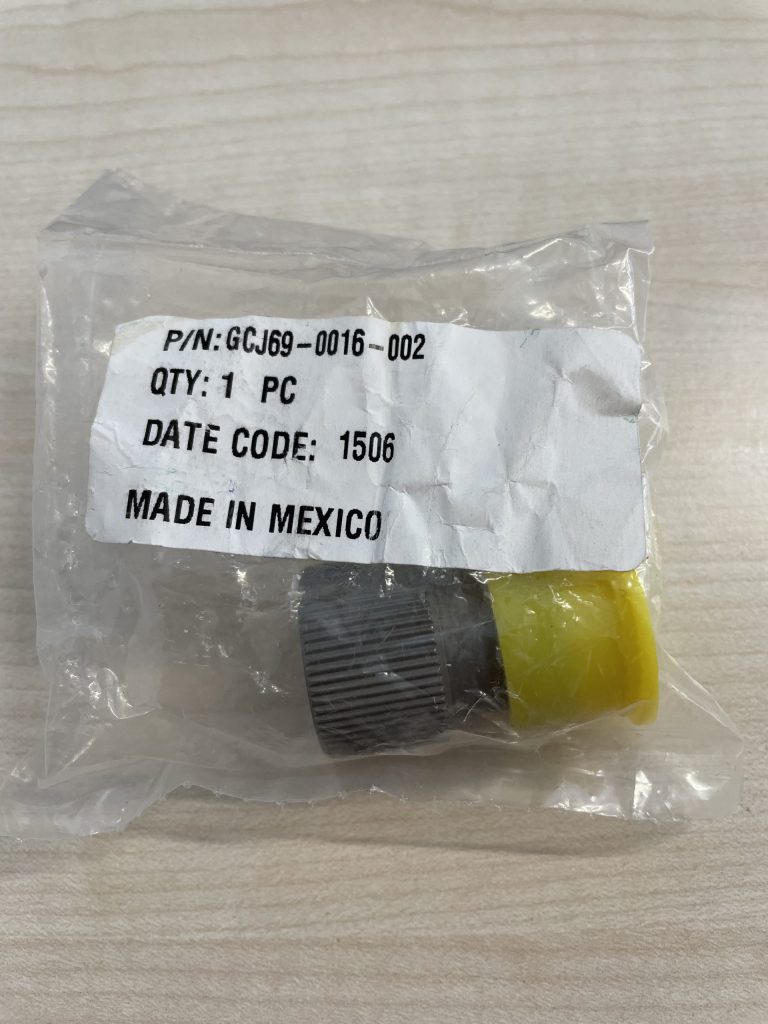 P/N: GCJ69-0016-002
QTY: 1 PC
DATE CODE: 1506
MADE IN MEXICO